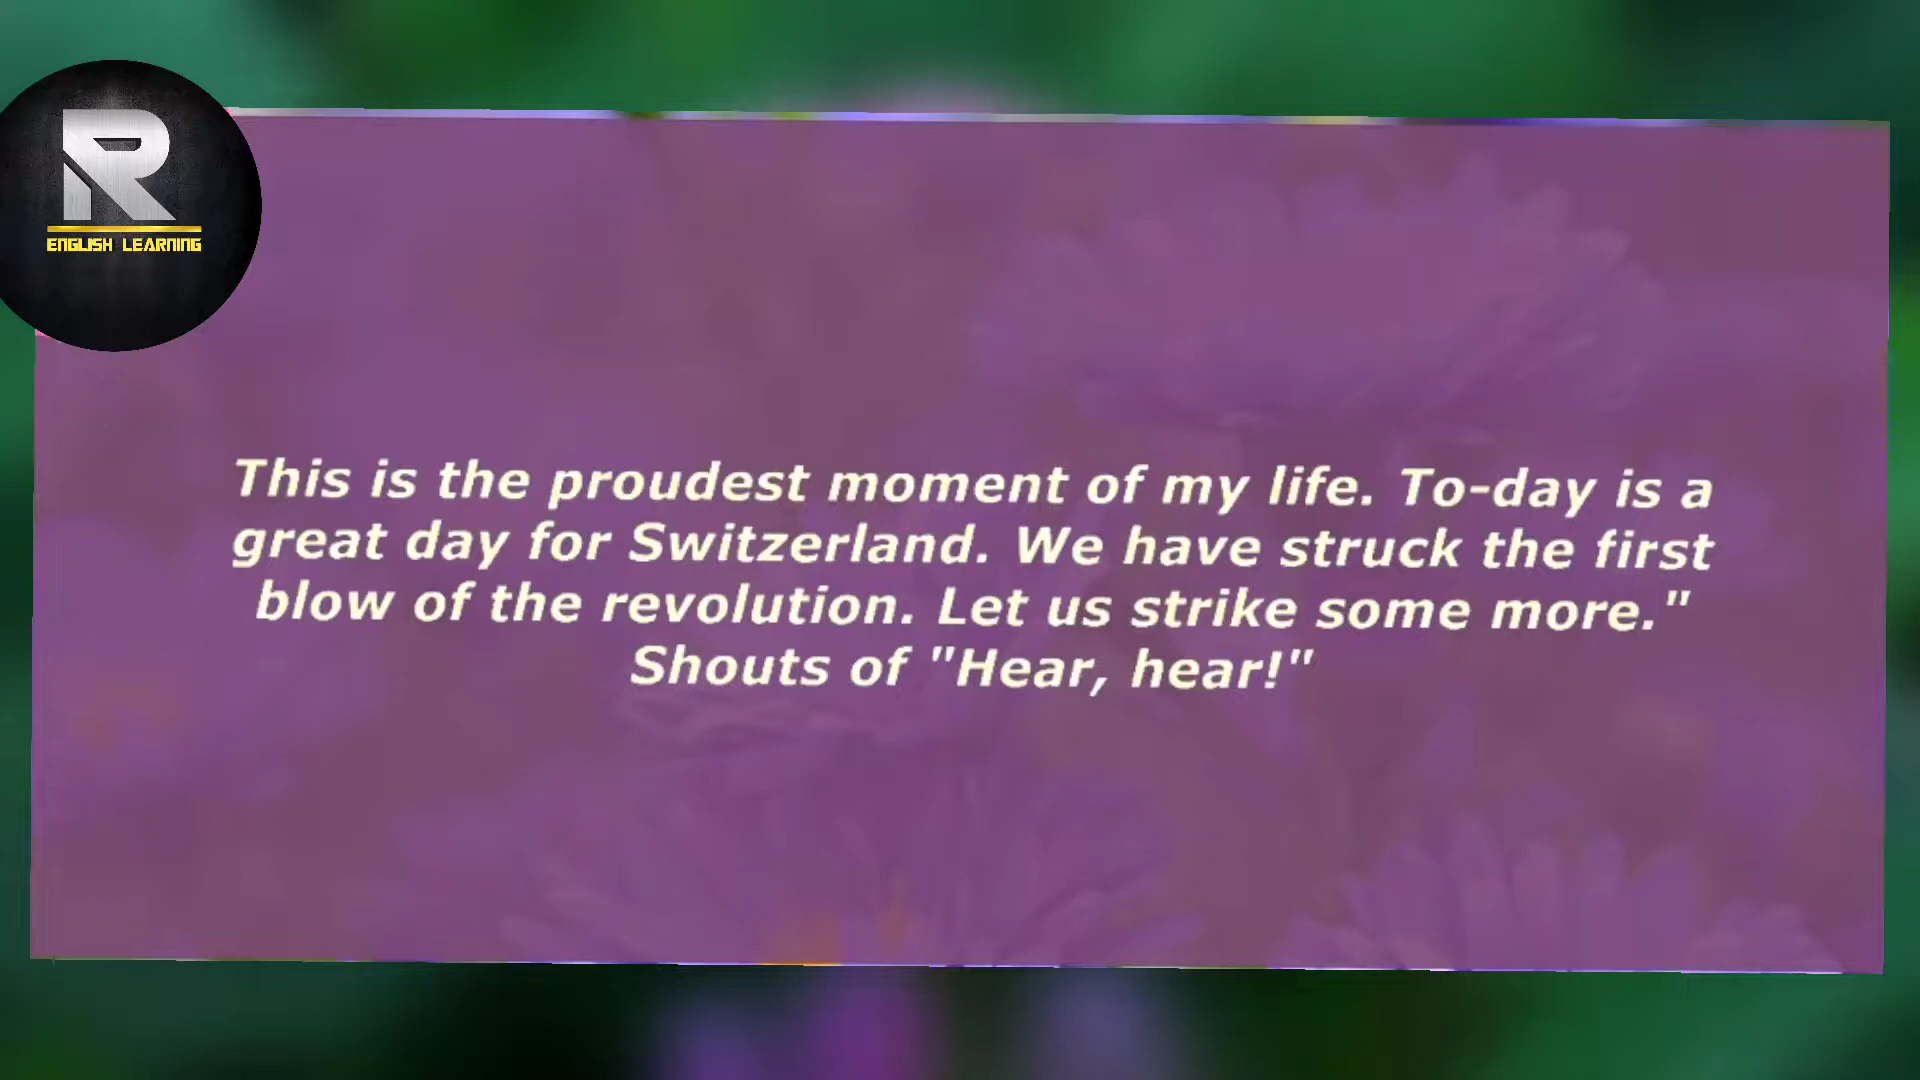 R
ENGLISH LEARNING
This is the proudest moment of my life. To-day is a
great day for Switzerland. We have struck the first
blow of the revolution. Let us strike some more."
Shouts of "Hear, hear!"